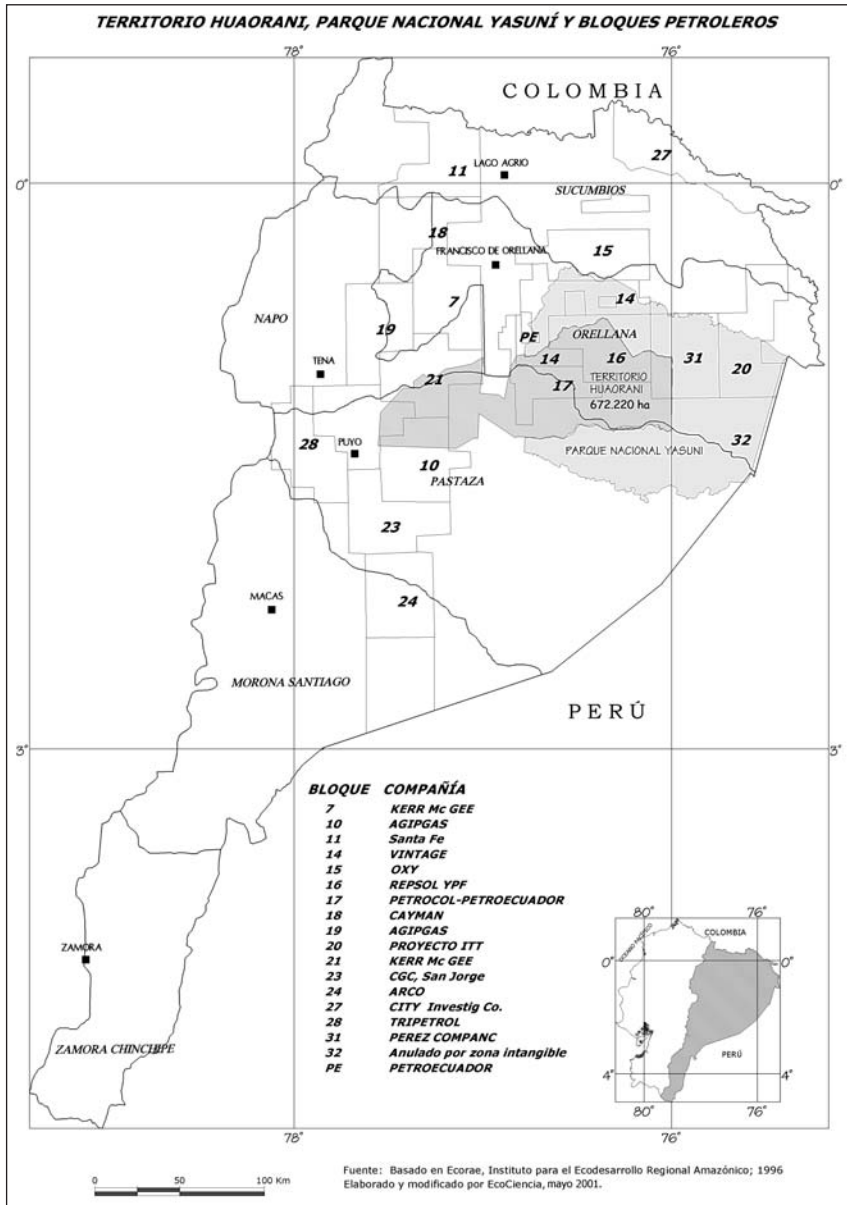 TERRITORIO HUAORANI, PARQUE NACIONAL YASUNÍ Y BLOQUES PETROLEROS
78° 76°
COLOMBIA
27
LAGO AGRIO
11
0° 0°
SUCUMBIOS
18
FRANCISCO DE ORELLANA
15
14
7
NAPO
19
PE
ORELLANA
14
16
31
20
TENA
21
17
TERRITORIO
HUAORANI
672.220 ha
28
PUYO
32
PARQUE NACIONAL YASUNI
10
PASTAZA
23
MACAS
24
MORONA SANTIAGO
PERÚ
3° 3°
BLOQUE COMPAÑÍA
7 KERR Mc GEE
10 AGIPGAS
11 Santa Fe
14 VINTAGE
15 OXY
16 REPSOL YPF
17 PETROCOL-PETROECUADOR
18 CAYMAN
19 AGIPGAS
20 PROYECTO ITT
21 KERR Mc GEE
23 CGC, San Jorge
24 ARCO
27 CITY Investig Co.
28 TRIPETROL
31 PEREZ COMPANC
32 Anulado por zona intangible
PE PETROECUADOR
ZAMORA
ZAMORA CHINCHIPE
80° 76°
COLOMBIA
OCEANO PACIFICO
0° 0°
PERÚ
4° 4°
80° 76°
78° 76°
0 50 100 Km
Fuente: Basado en Ecorae, Instituto para el Ecodesarrollo Regional Amazónico; 1996
Elaborado y modificado por EcoCiencia, mayo 2001.